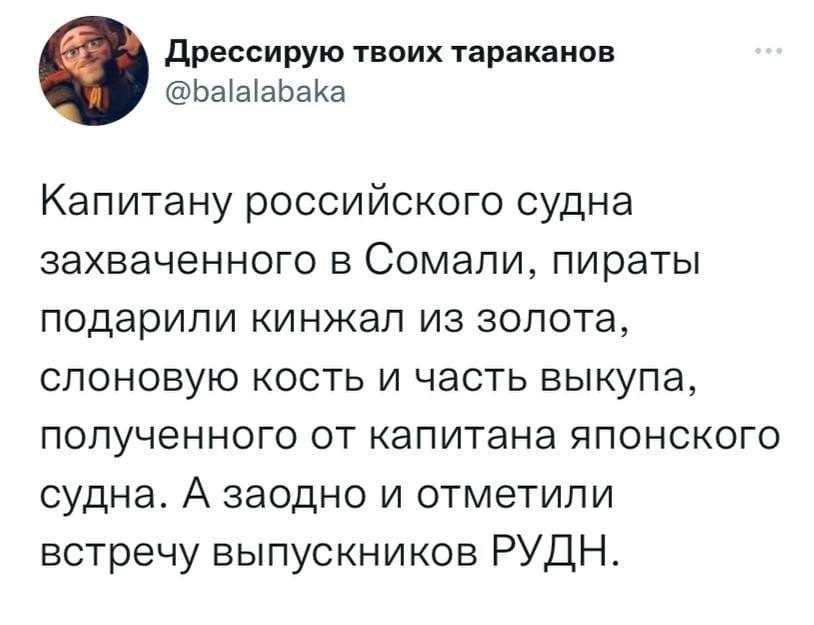 Дрессирую твоих тараканов
@balalabaka
Капитану российского судна
захваченного в Сомали, пираты
подарили кинжал из золота,
слоновую кость и часть выкупа,
полученного от капитана японского
судна. А заодно и отметили
встречу выпускников РУДН.